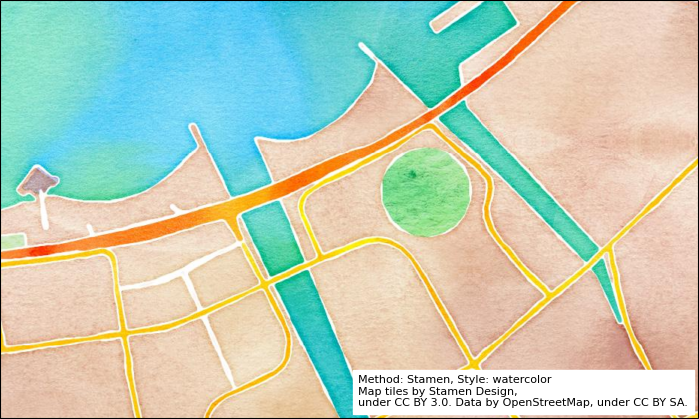 Method: Stamen, Style: watercolor
Map tiles by Stamen Design,
under CC BY 3.0. Data by OpenStreetMap, under CC BY SA.